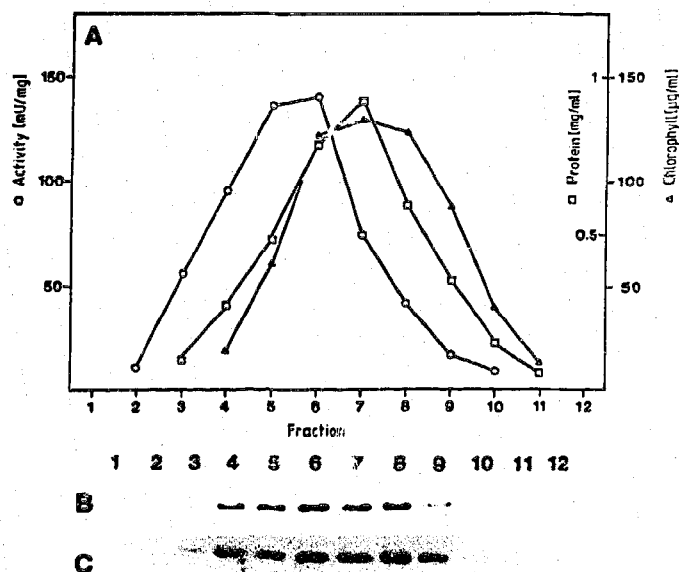 A
150
100
50
Activity [mU/mg]
1
0.5
Protein [mg/ml]
150
100
50
Chlorophyll [µg/ml]
1 2 3 4 5 6 7 8 9 10 11 12
Fraction
1 2 3 4 5 6 7 8 9 10 11 12
B
C